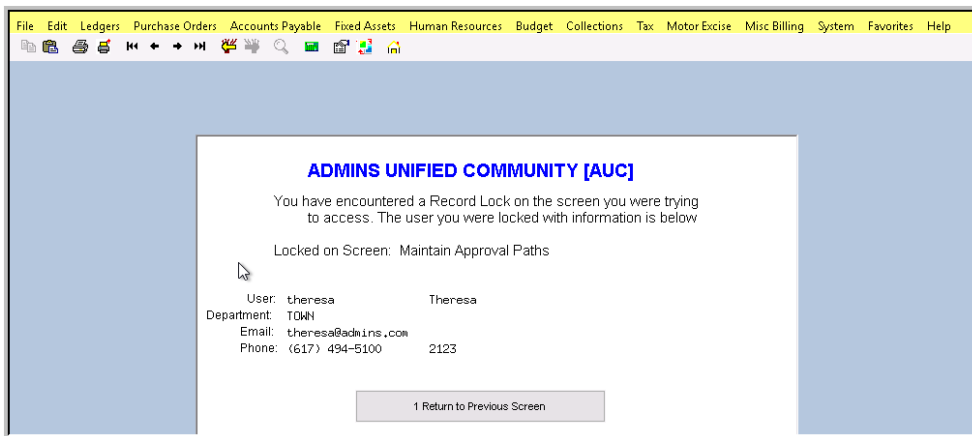 File Edit Ledgers Purchase Orders Accounts Payable Fixed Assets Human Resources Budget Collections Tax Motor Excise Misc Billing System Favorites Help
ADMINS UNIFIED COMMUNITY [AUC]
You have encountered a Record Lock on the screen you were trying
to access. The user you were locked with information is below
Locked on Screen: Maintain Approval Paths
User: theresa Theresa
Department: TOWN
Email: theresa@admins.com
Phone: (617) 494-5100 2123
1 Return to Previous Screen